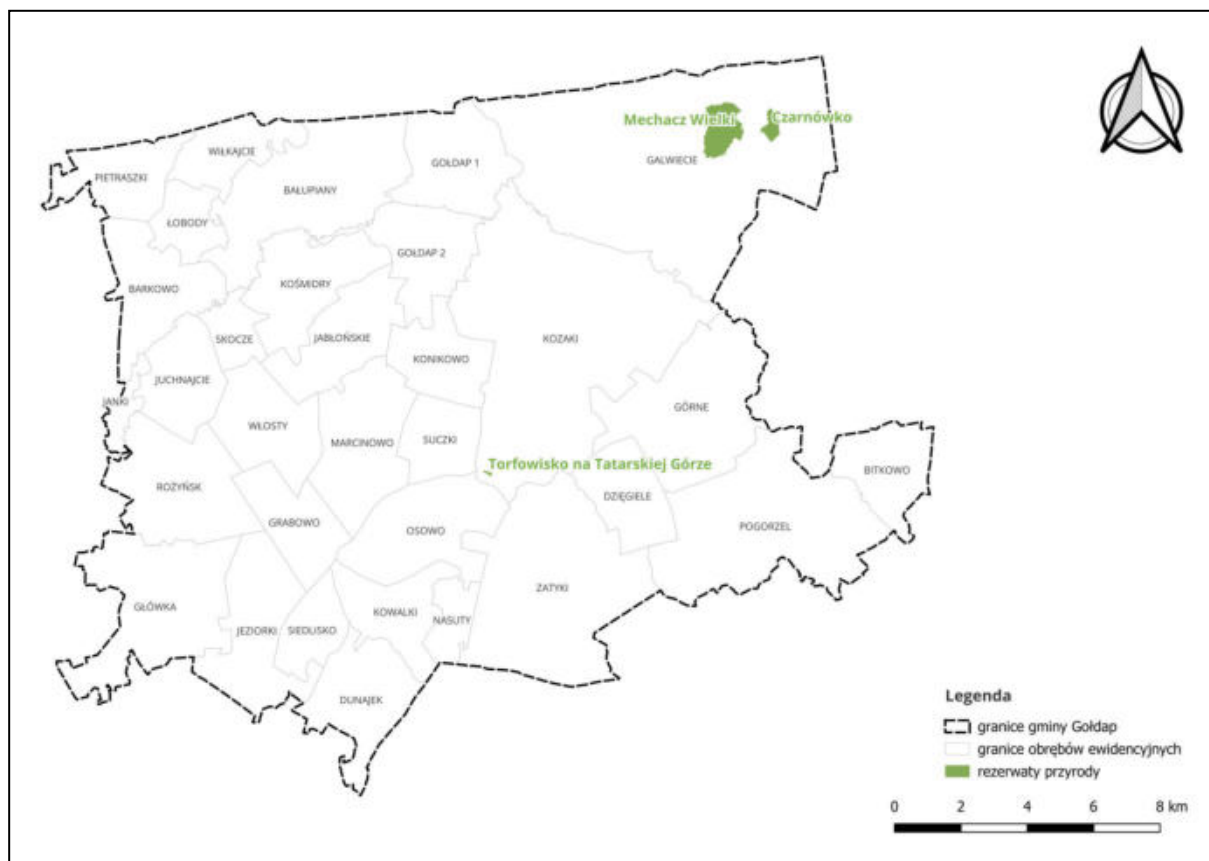 Mechacz Wielki
Czarnówko
WIŁKAJCIE
GOŁDAP 1
GALWIECIE
PIETRASZKI
BAŁUPIANY
ŁOBODY
GOŁDAP 2
KOŚMIDRY
BARKOWO
SKOCZE
JABŁOŃSKIE
KOZAKI
KONIKOWO
JUCHNAJCIE
JANKI
GÓRNE
WŁOSTY
MARCINOWO
SUCZKI
Torfowisko na Tatarskiej Górze
BITKOWO
ROŻYŃSK
DZIĘGIELE
GRABOWO
OSOWO
POGORZEL
ZATYKI
GŁÓWKA
KOWALKI
NASUTY
JEZIORKI
SIEDLISKO
DUNAJEK
Legenda
granice gminy Gołdap
granice obrębów ewidencyjnych
rezerwaty przyrody
0 2 4 6 8 km